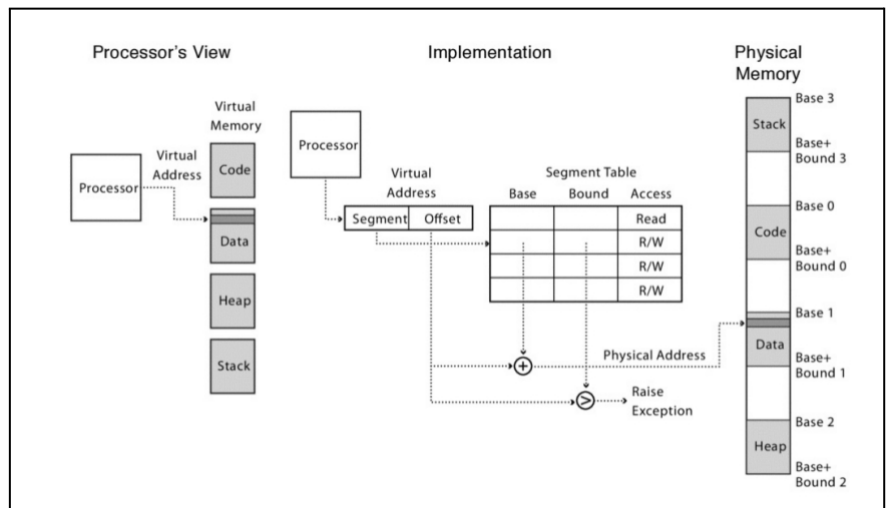 Processor's View
Virtual
Memory
Virtual
Address
Processor
Code
Data
Heap
Stack
Implementation
Processor
Virtual
Address
Segment Offset
Segment Table
Base Bound Access
Read
R/W
R/W
R/W
+
Physical Address
>
Raise
Exception
Physical
Memory
Base 3
Stack
Base+
Bound 3
Base 0
Code
Base+
Bound 0
Base 1
Data
Base+
Bound 1
Base 2
Heap
Base+
Bound 2